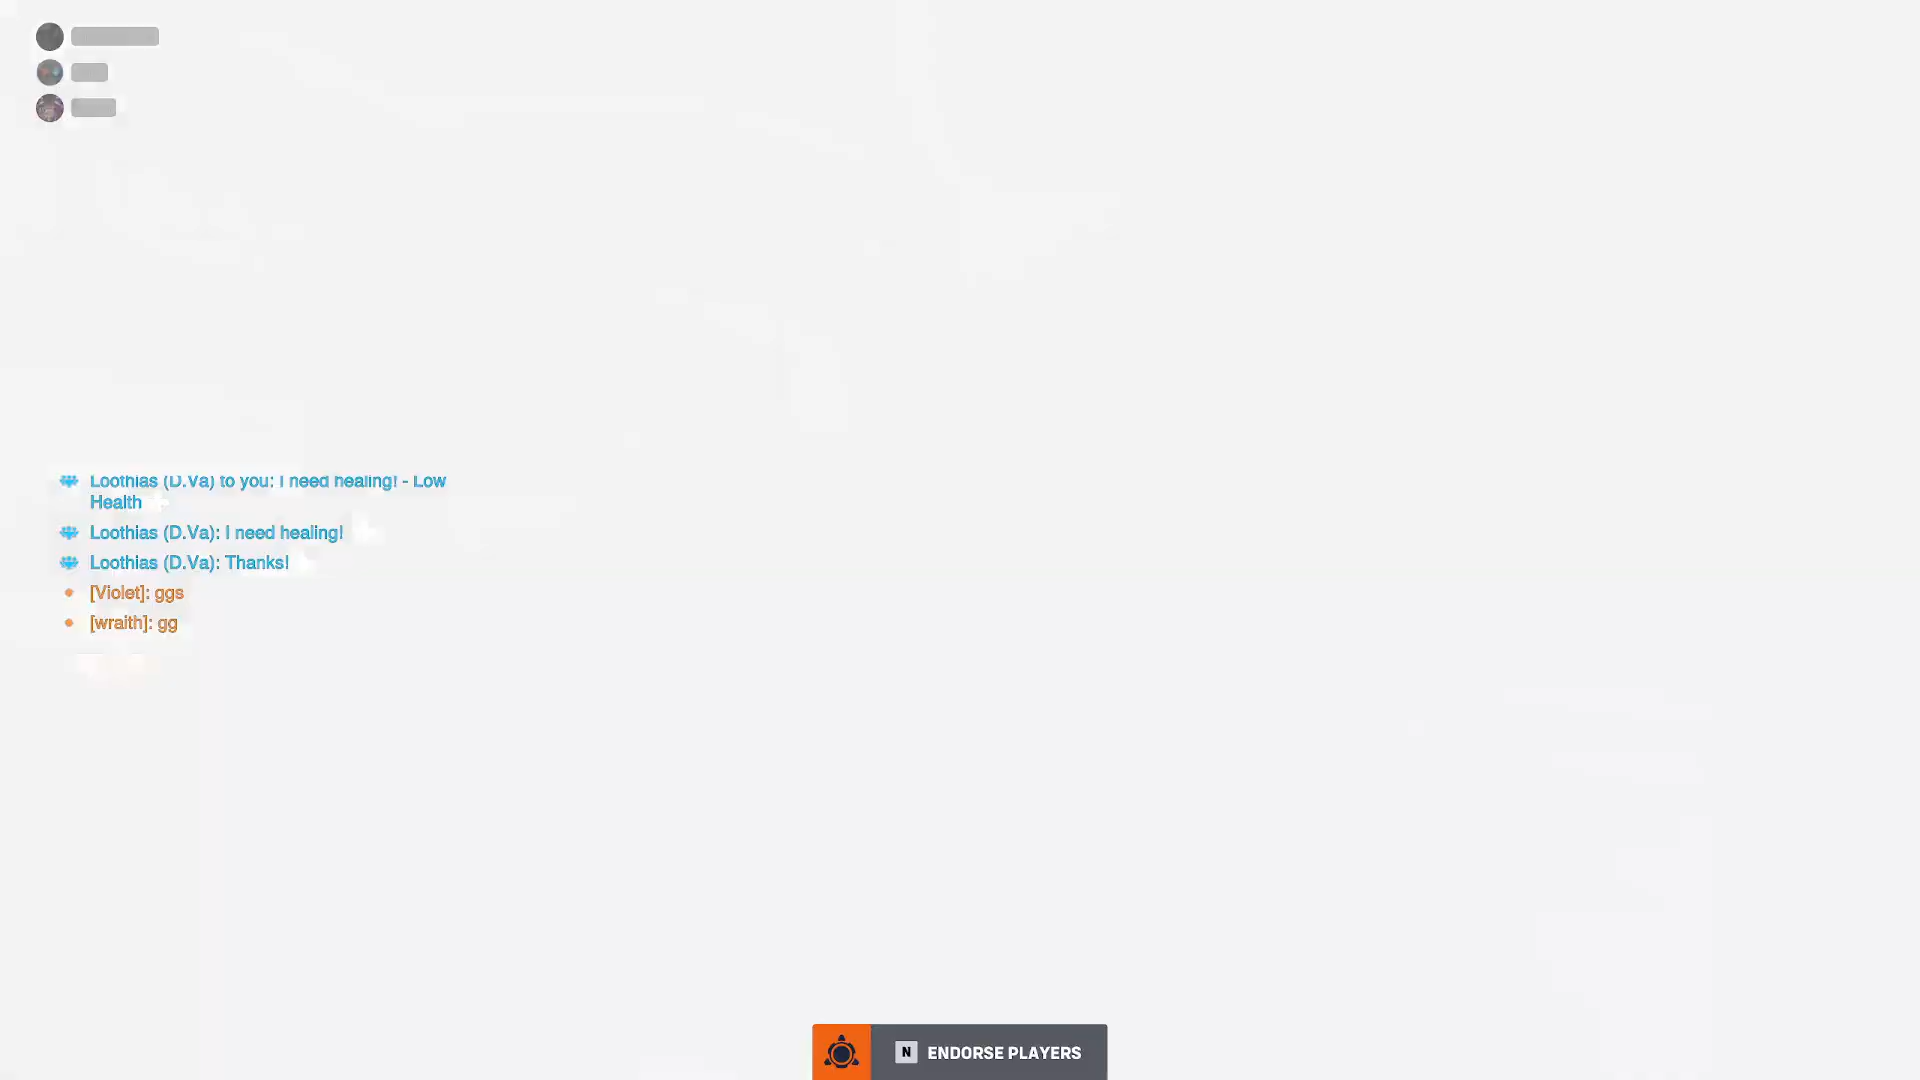 Loothias (D.Va) to you: I need healing! - Low
Health
Loothias (D.Va): I need healing!
Loothias (D.Va): Thanks!
[Violet]: ggs
[wraith]: gg
N ENDORSE PLAYERS